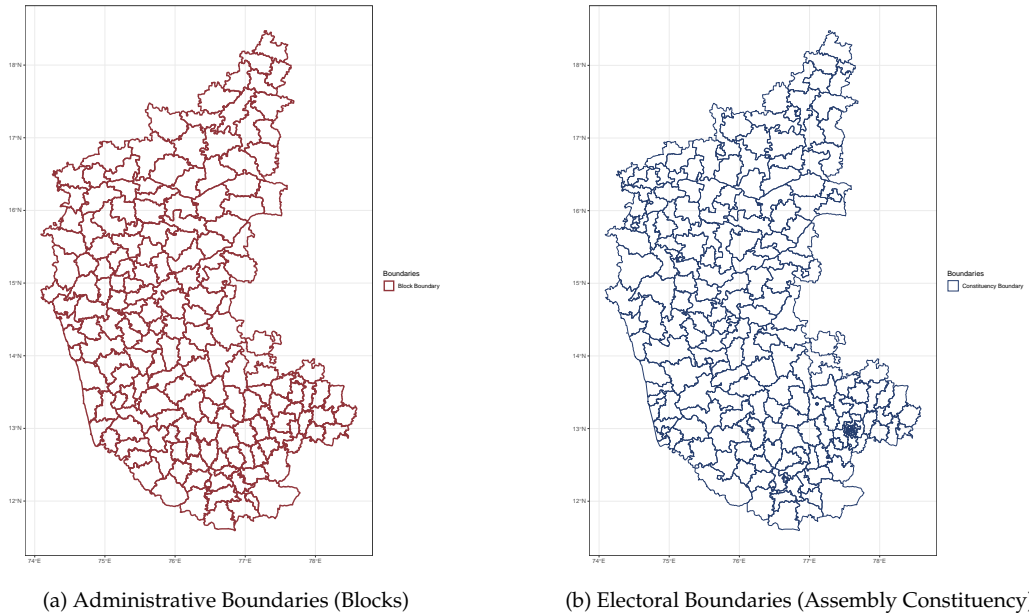 18°N
17°N
16°N
15°N
14°N
13°N
12°N
74°E 75°E 76°E 77°E 78°E
Boundaries
Block Boundary
(a) Administrative Boundaries (Blocks)
18°N
17°N
16°N
15°N
14°N
13°N
12°N
74°E 75°E 76°E 77°E 78°E
Boundaries
Constituency Boundary
(b) Electoral Boundaries (Assembly Constituency